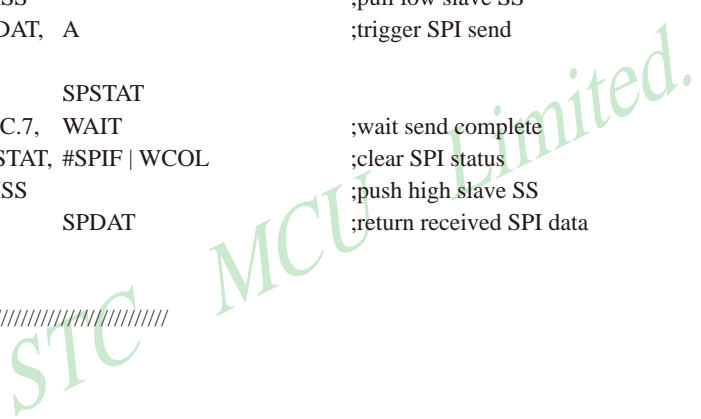 ;pull low slave SS
DAT, A ;trigger SPI send
SPSTAT
C.7, WAIT ;wait send complete
STAT, #SPIF | WCOL ;clear SPI status
SS ;push high slave SS
SPDAT ;return received SPI data
//////////////////////////
STC MCU Limited.